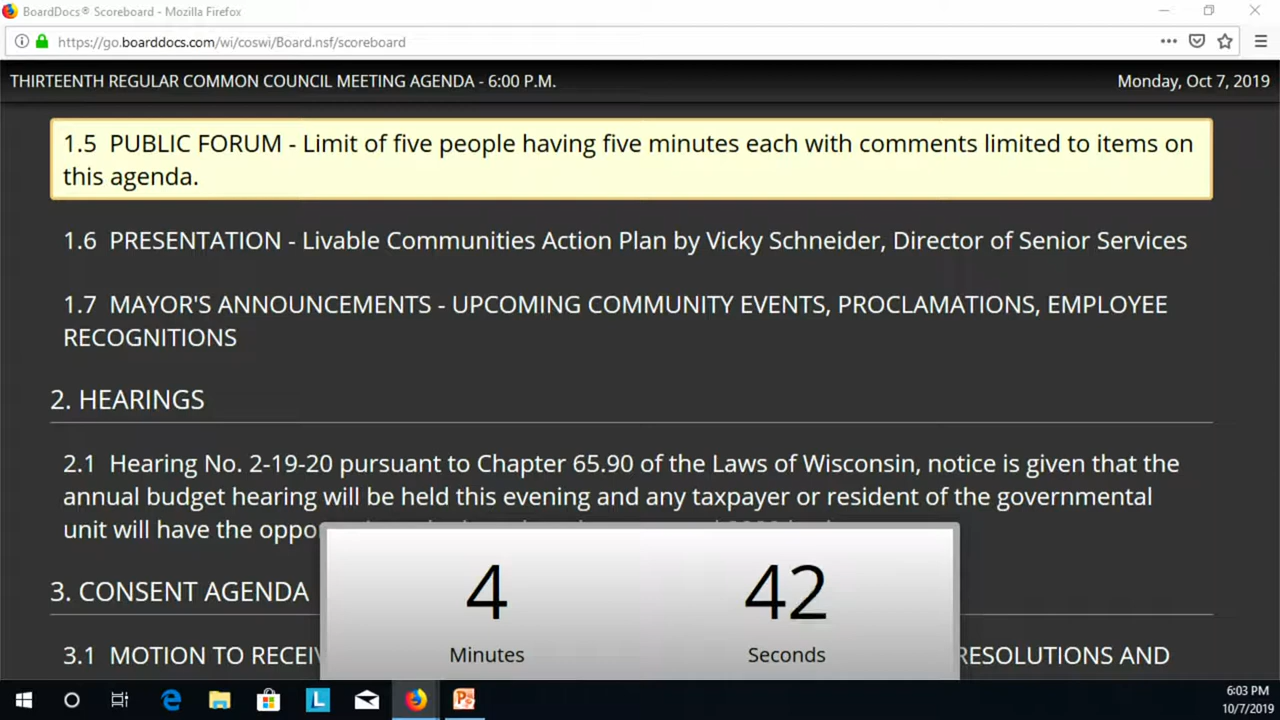 BoardDocs® Scoreboard - Mozilla Firefox
https://go.boarddocs.com/wi/coswi/Board.nsf/scoreboard
THIRTEENTH REGULAR COMMON COUNCIL MEETING AGENDA - 6:00 P.M.
Monday, Oct 7, 2019
1.5 PUBLIC FORUM - Limit of five people having five minutes each with comments limited to items on
this agenda.
1.6 PRESENTATION - Livable Communities Action Plan by Vicky Schneider, Director of Senior Services
1.7 MAYOR'S ANNOUNCEMENTS - UPCOMING COMMUNITY EVENTS, PROCLAMATIONS, EMPLOYEE
RECOGNITIONS
2. HEARINGS
2.1 Hearing No. 2-19-20 pursuant to Chapter 65.90 of the Laws of Wisconsin, notice is given that the
annual budget hearing will be held this evening and any taxpayer or resident of the governmental
unit will have the oppo
3. CONSENT AGENDA
4 42
Minutes Seconds
3.1 MOTION TO RECEIV RESOLUTIONS AND
6:03 PM
10/7/2019